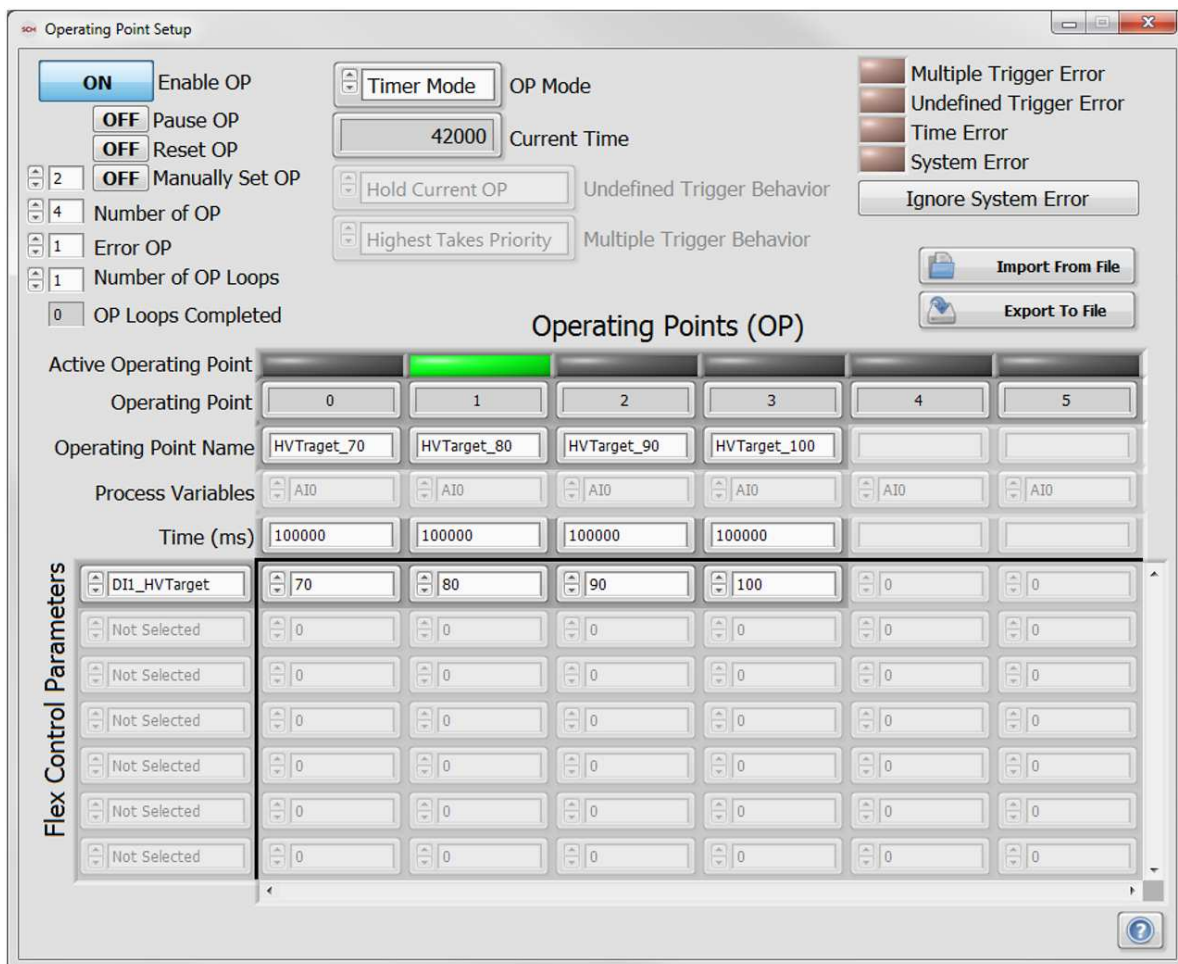 SCH Operating Point Setup
ON Enable OP
OFF Pause OP
OFF Reset OP
2 OFF Manually Set OP
4 Number of OP
1 Error OP
1 Number of OP Loops
0 OP Loops Completed
Timer Mode OP Mode
42000 Current Time
Hold Current OP Undefined Trigger Behavior
Highest Takes Priority Multiple Trigger Behavior
Multiple Trigger Error
Undefined Trigger Error
Time Error
System Error
Ignore System Error
Import From File
Export To File
Operating Points (OP)
Active Operating Point
Operating Point 0 1 2 3 4 5
Operating Point Name HVTraget_70 HVTarget_80 HVTarget_90 HVTarget_100
Process Variables AI0 AI0 AI0 AI0 AI0 AI0
Time (ms) 100000 100000 100000 100000
Flex Control Parameters
DI1_HVTarget 70 80 90 100 0 0
Not Selected 0 0 0 0 0 0
Not Selected 0 0 0 0 0 0
Not Selected 0 0 0 0 0 0
Not Selected 0 0 0 0 0 0
Not Selected 0 0 0 0 0 0
Not Selected 0 0 0 0 0 0
?